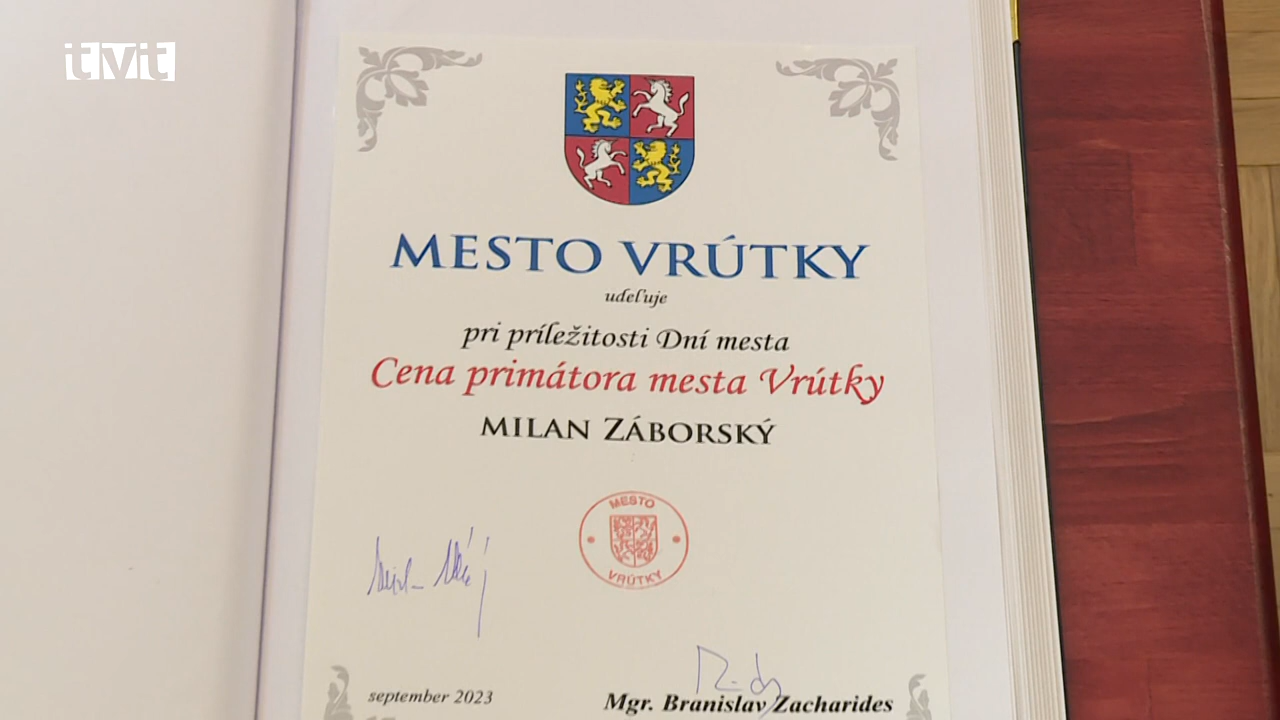 tvit
MESTO VRÚTKY
udeľuje
pri príležitosti Dní mesta
Cena primátora mesta Vrútky
MILAN ZÁBORSKÝ
MESTO
VRÚTKY
september 2023
Mgr. Branislav Zacharides